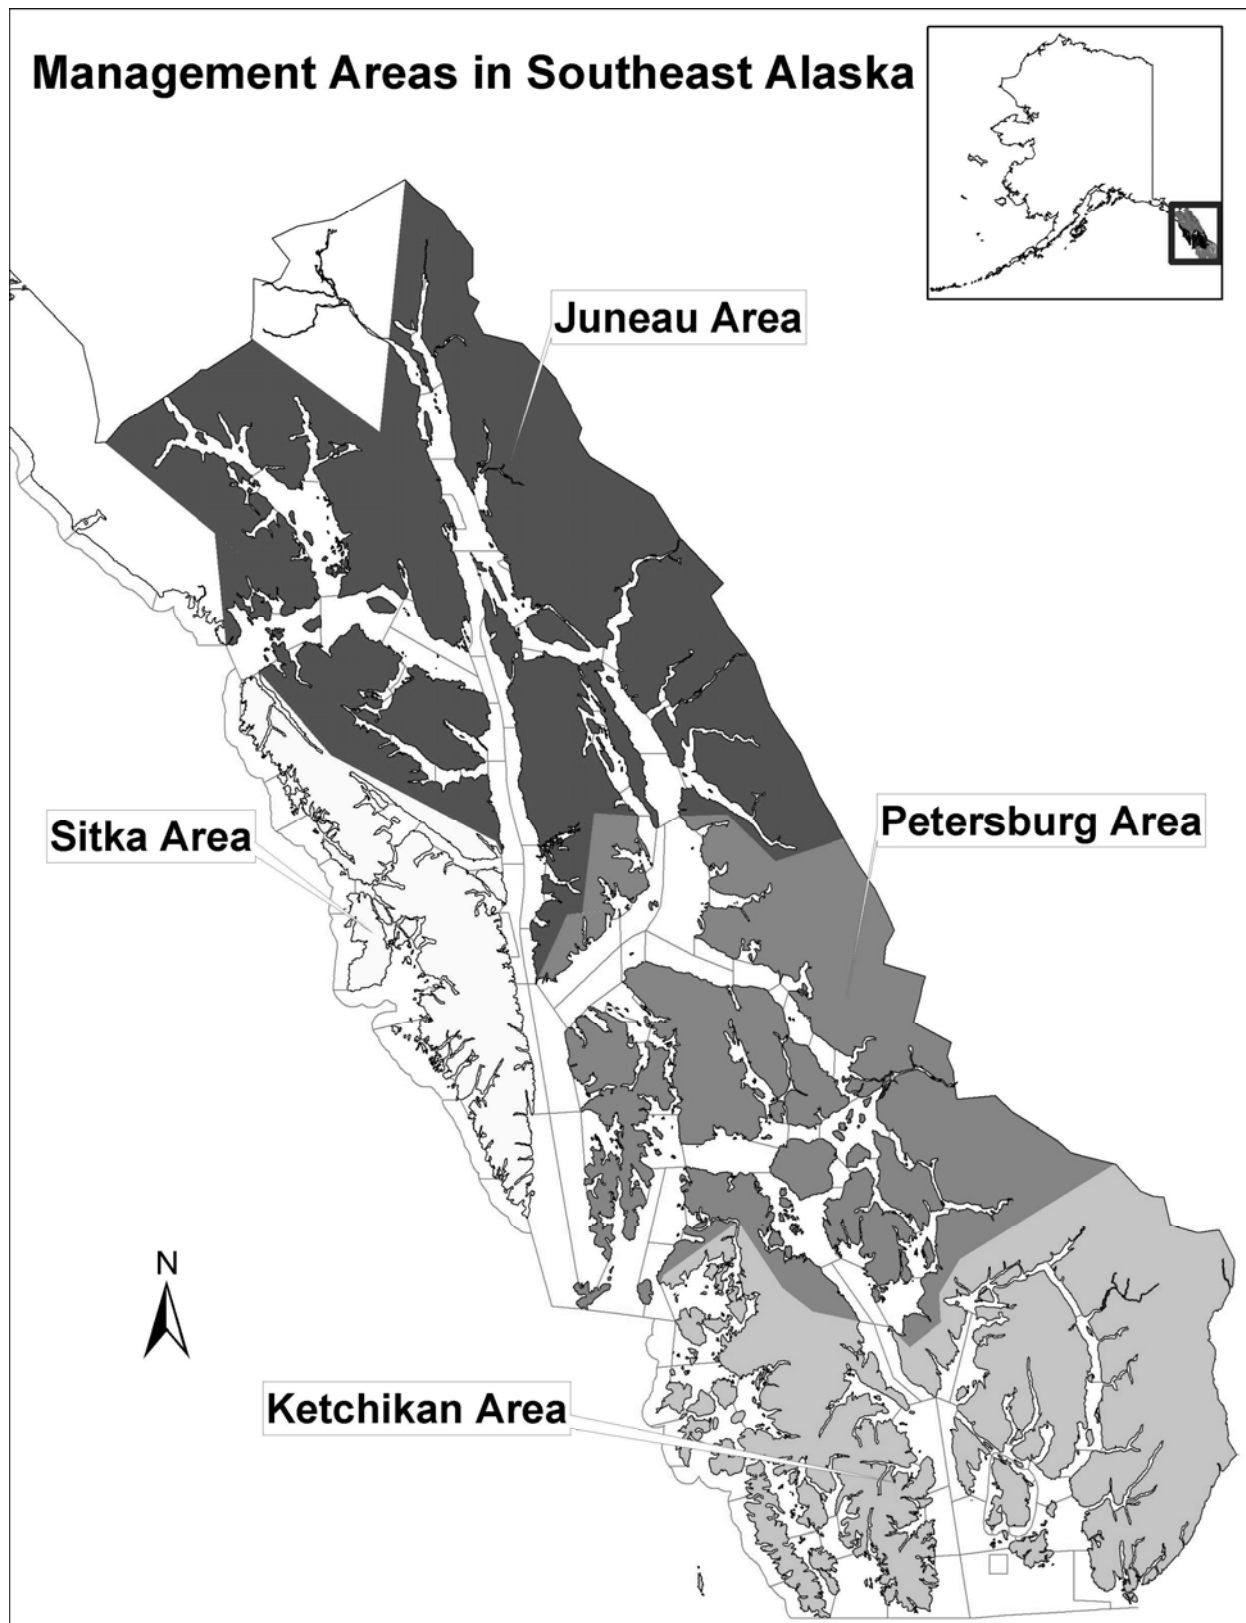 Management Areas in Southeast Alaska
Juneau Area
Sitka Area
Petersburg Area
N
Ketchikan Area